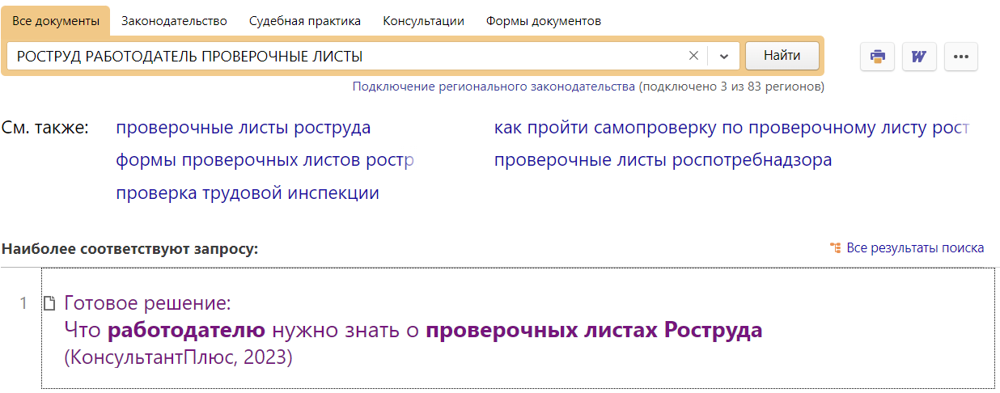 Все документы Законодательство Судебная практика Консультации Формы документов
РОСТРУД РАБОТОДАТЕЛЬ ПРОВЕРОЧНЫЕ ЛИСТЫ Найти
Подключение регионального законодательства (подключено 3 из 83 регионов)
См. также: проверочные листы роструда как пройти самопроверку по проверочному листу рост
формы проверочных листов ростр проверочные листы роспотребнадзора
проверка трудовой инспекции
Наиболее соответствуют запросу: Все результаты поиска
1 Готовое решение:
Что работодателю нужно знать о проверочных листах Роструда
(КонсультантПлюс, 2023)